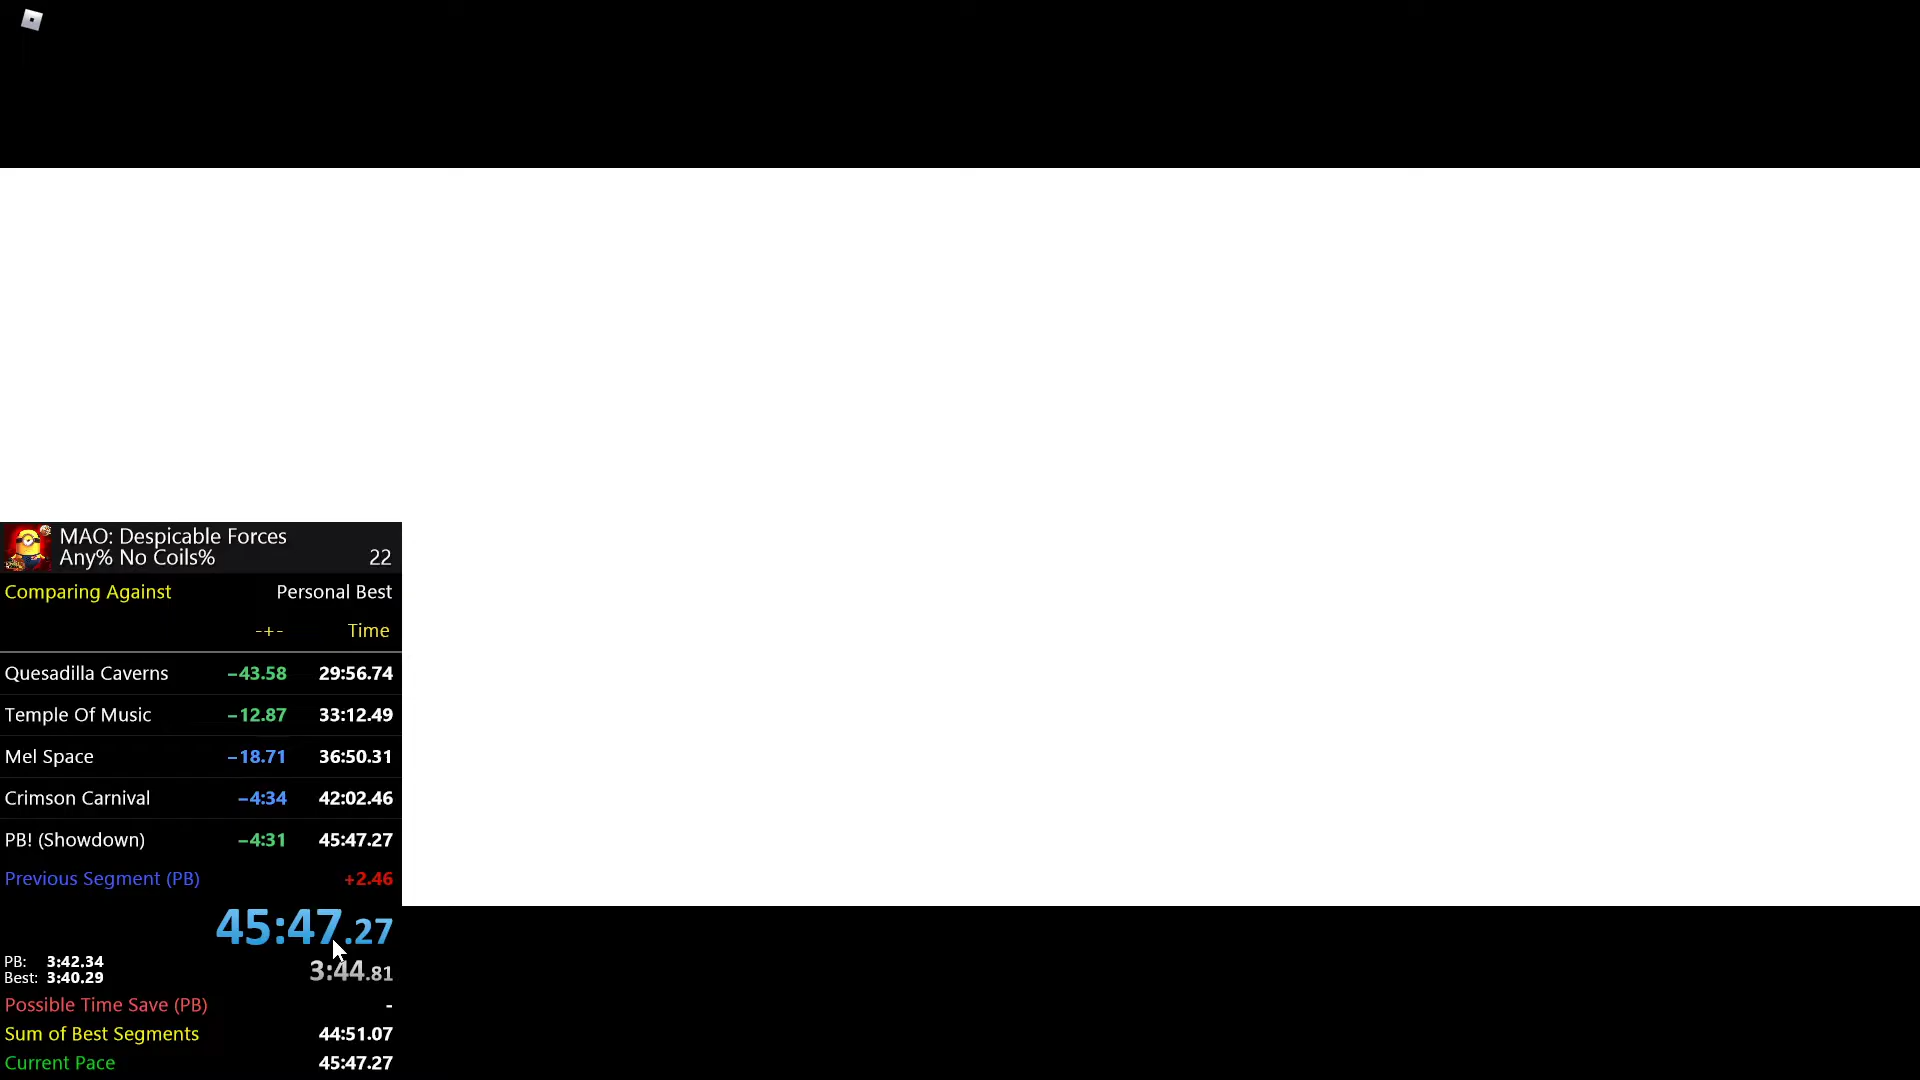 MAO: Despicable Forces
Any% No Coils% 22
Comparing Against Personal Best
-+- Time
Quesadilla Caverns −43.58 29:56.74
Temple Of Music −12.87 33:12.49
Mel Space −18.71 36:50.31
Crimson Carnival −4:34 42:02.46
PB! (Showdown) −4:31 45:47.27
Previous Segment (PB) +2.46
45:47.27
PB: 3:42.34
Best: 3:40.29
3:44.81
Possible Time Save (PB) -
Sum of Best Segments 44:51.07
Current Pace 45:47.27